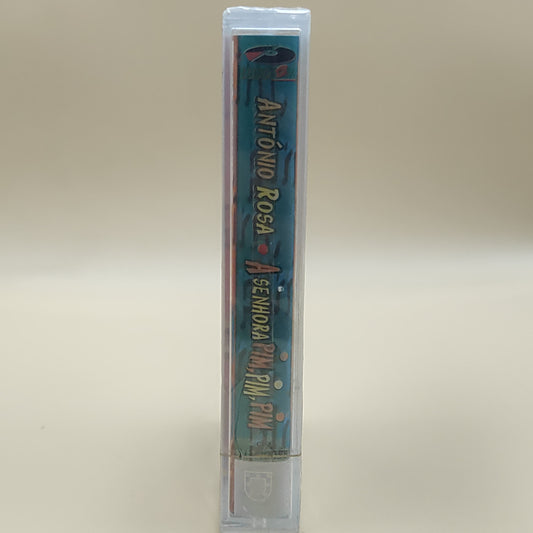 ANTÓNIO ROSA • A SENHORA PIM, PIM, PIM